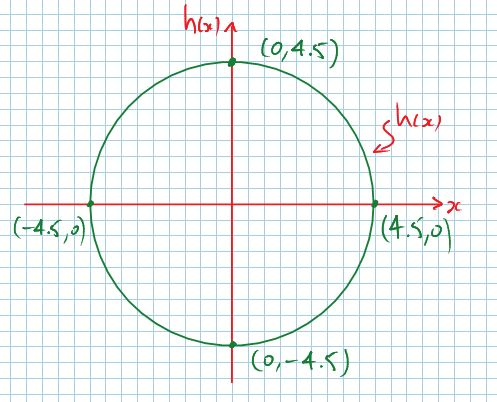 h(x)
(0,4.5)
h(x)
x
(-4.5,0)
(4.5,0)
(0,-4.5)